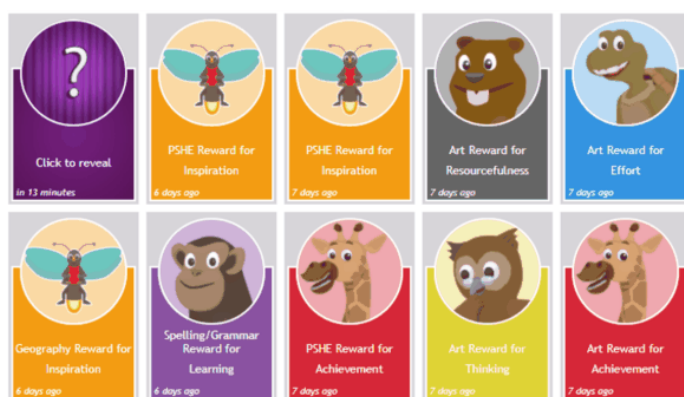 ?
Click to reveal
in 13 minutes
PSHE Reward for
Inspiration
6 days ago
PSHE Reward for
Inspiration
7 days ago
Art Reward for
Resourcefulness
7 days ago
Art Reward for
Effort
7 days ago
Geography Reward for
Inspiration
6 days ago
Spelling/Grammar
Reward for
Learning
6 days ago
PSHE Reward for
Achievement
7 days ago
Art Reward for
Thinking
7 days ago
Art Reward for
Achievement
7 days ago